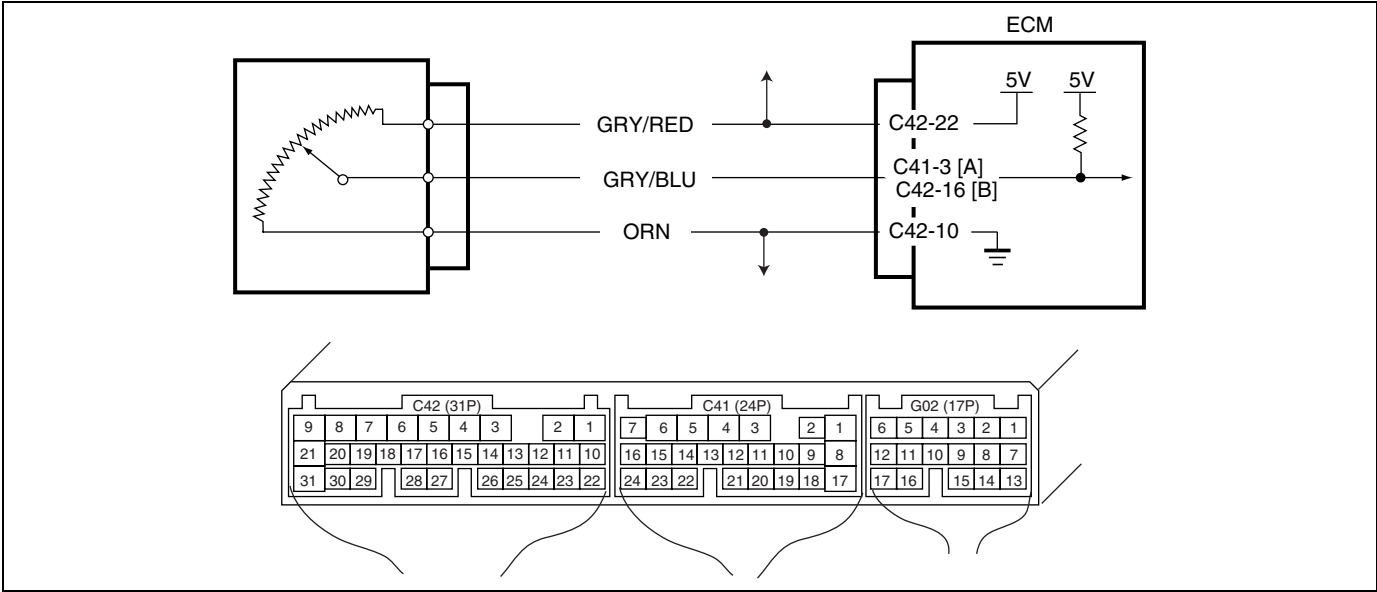 ECM
5V 5V
GRY/RED C42-22
C41-3 [A]
GRY/BLU
C42-16 [B]
ORN C42-10
C42 (31P) C41 (24P) G02 (17P)
9 8 7 6 5 4 3 2 1 7 6 5 4 3 2 1 6 5 4 3 2 1
21 20 19 18 17 16 15 14 13 12 11 10 16 15 14 13 12 11 10 9 8 12 11 10 9 8 7
31 30 29 28 27 26 25 24 23 22 24 23 22 21 20 19 18 17 17 16 15 14 13